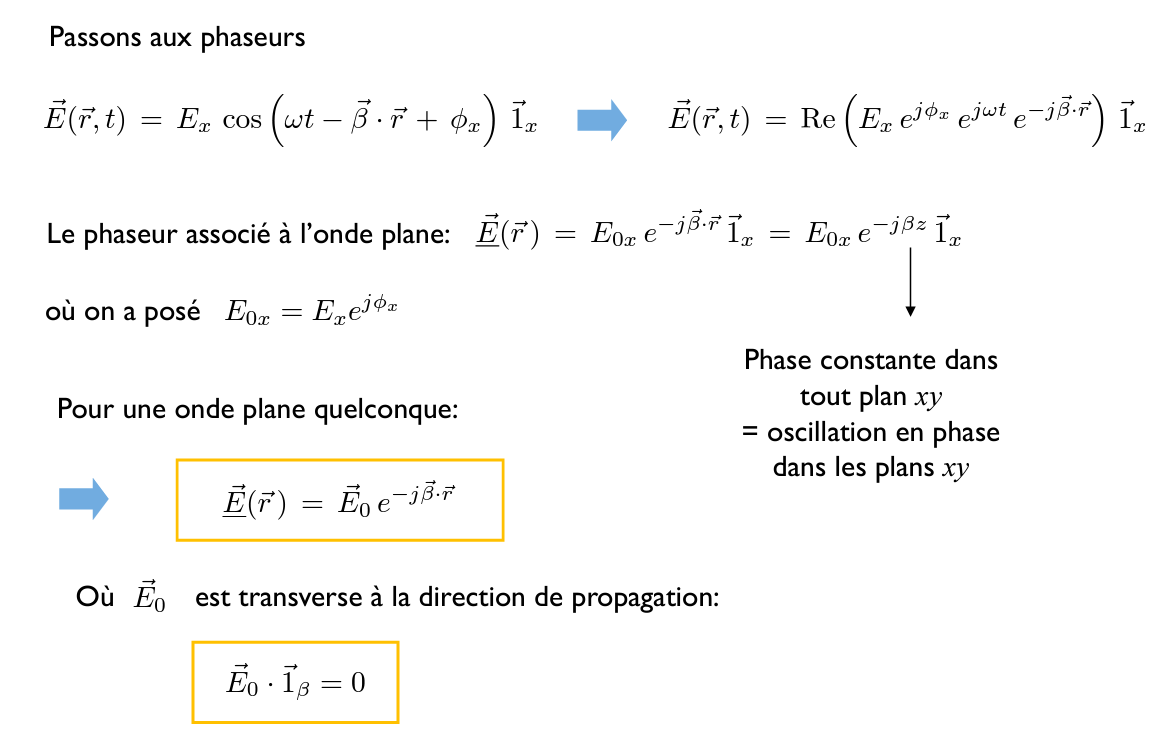 Passons aux phaseurs
$\vec{E}(\vec{r},t) \,=\, E_x \cos\left(\omega t - \vec{\beta}\cdot\vec{r} + \phi_x\right)\vec{1}_x$ $\vec{E}(\vec{r},t) \,=\, \mathrm{Re}\left(E_x\, e^{j\phi_x}\, e^{j\omega t}\, e^{-j\vec{\beta}\cdot\vec{r}}\right)\vec{1}_x$
Le phaseur associé à l'onde plane: $\underline{\vec{E}}(\vec{r}\,) \,=\, E_{0x}\, e^{-j\vec{\beta}\cdot\vec{r}}\,\vec{1}_x \,=\, E_{0x}\, e^{-j\beta z}\,\vec{1}_x$
où on a posé $E_{0x} = E_x e^{j\phi_x}$
Phase constante dans
tout plan xy
= oscillation en phase
dans les plans xy
Pour une onde plane quelconque:
$\underline{\vec{E}}(\vec{r}\,) \,=\, \vec{E}_0\, e^{-j\vec{\beta}\cdot\vec{r}}$
Où $\vec{E}_0$ est transverse à la direction de propagation:
$\vec{E}_0 \cdot \vec{1}_\beta = 0$